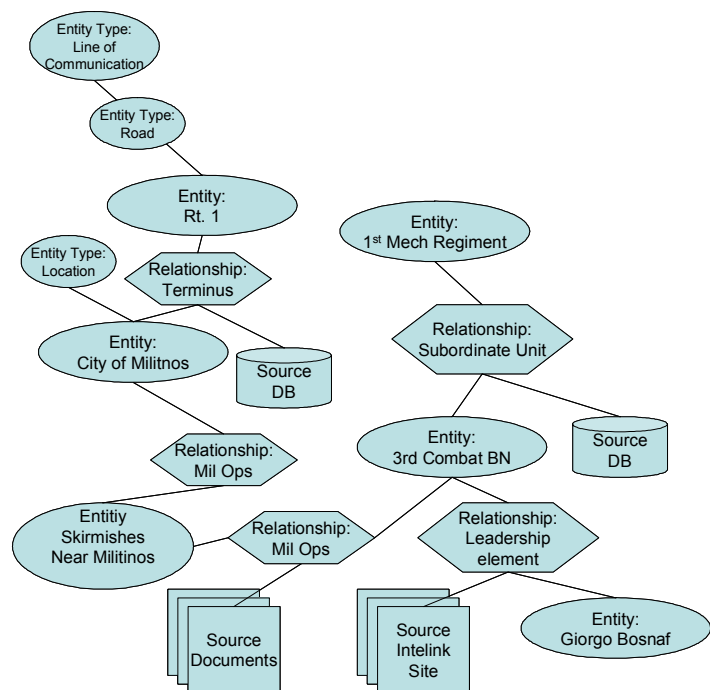 Entity Type:
Line of
Communication
Entity Type:
Road
Entity:
Rt. 1
Entity:
1st Mech Regiment
Entity Type:
Location
Relationship:
Terminus
Relationship:
Subordinate Unit
Entity:
City of Militnos
Source
DB
Entity:
3rd Combat BN
Source
DB
Relationship:
Mil Ops
Entitiy
Skirmishes
Near Militinos
Relationship:
Mil Ops
Relationship:
Leadership
element
Source
Documents
Source
Intelink
Site
Entity:
Giorgo Bosnaf